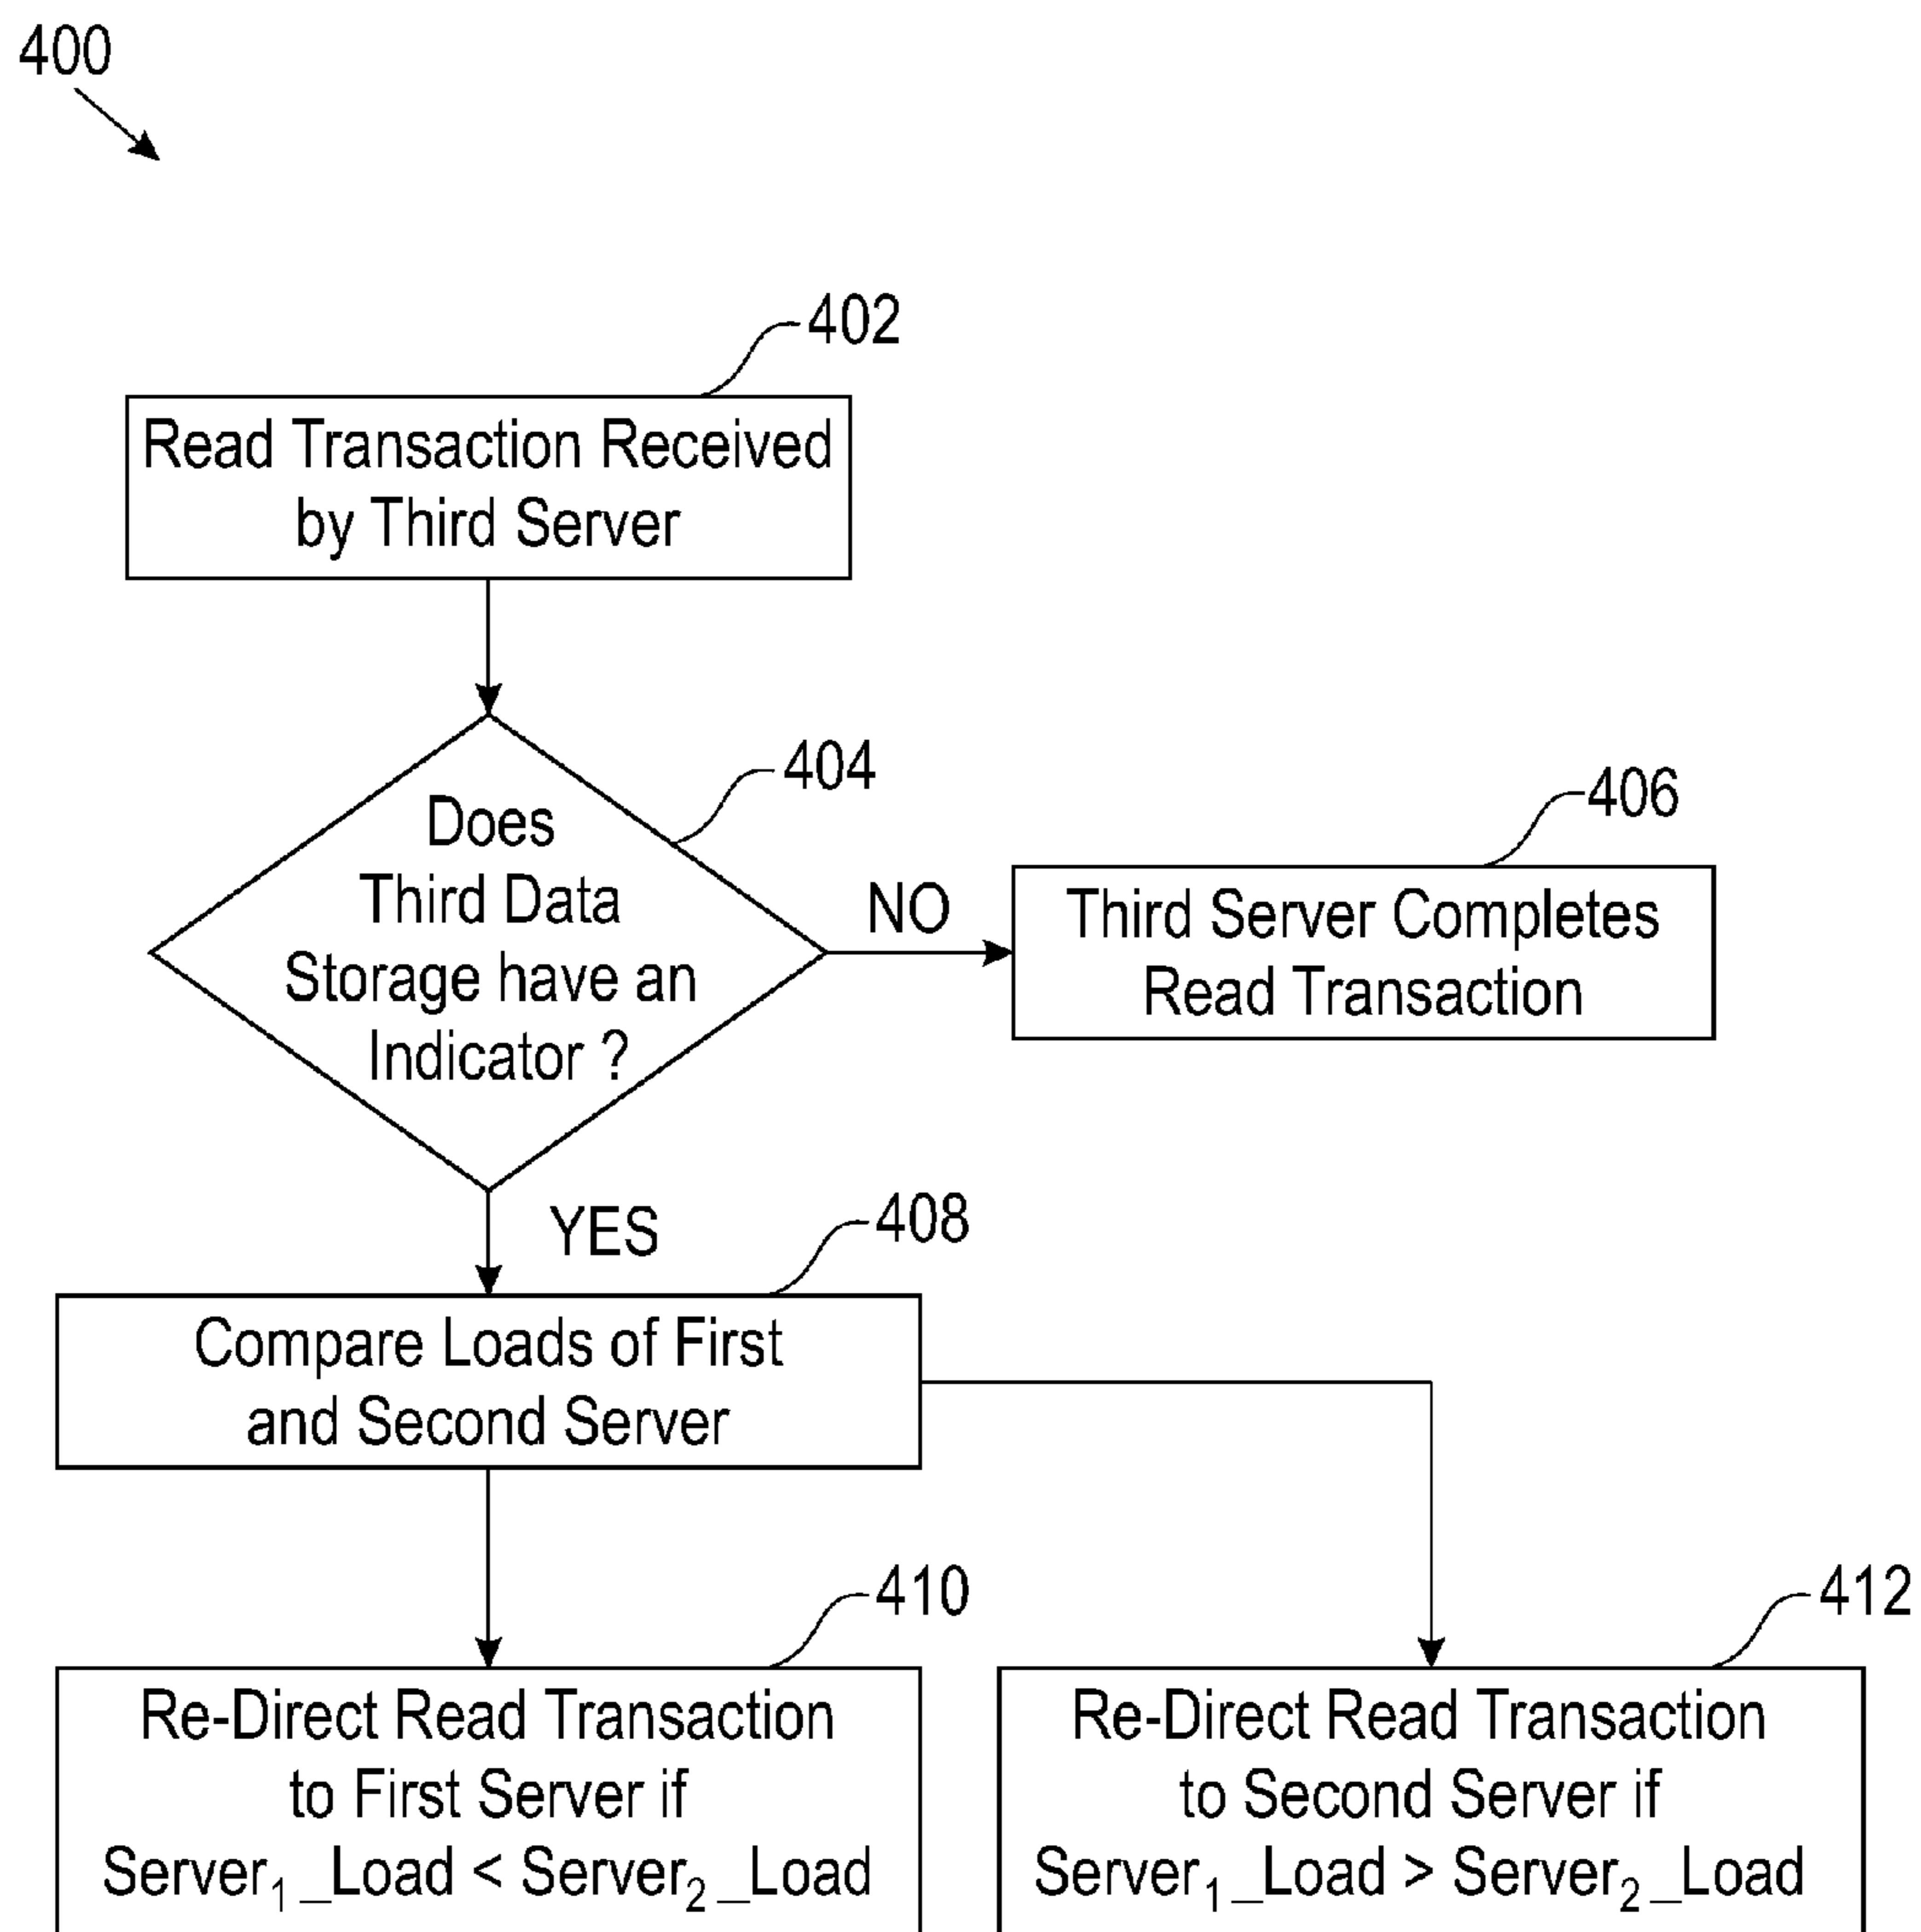 400
402
Read Transaction Received
by Third Server
404
Does
Third Data
Storage have an
Indicator ?
NO
406
Third Server Completes
Read Transaction
YES
408
Compare Loads of First
and Second Server
410
Re-Direct Read Transaction
to First Server if
Server₁_Load < Server₂_Load
412
Re-Direct Read Transaction
to Second Server if
Server₁_Load > Server₂_Load